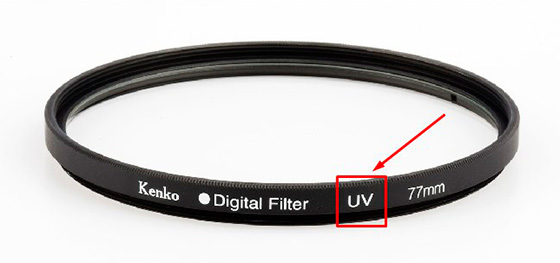 Kenko ●Digital Filter UV 77mm